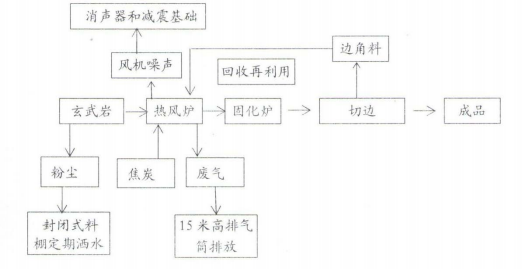 消声器和减震基础
风机噪声
边角料
回收再利用
玄武岩
热风炉
固化炉
切边
成品
粉尘
焦炭
废气
封闭式料
棚定期洒水
15米高排气
筒排放